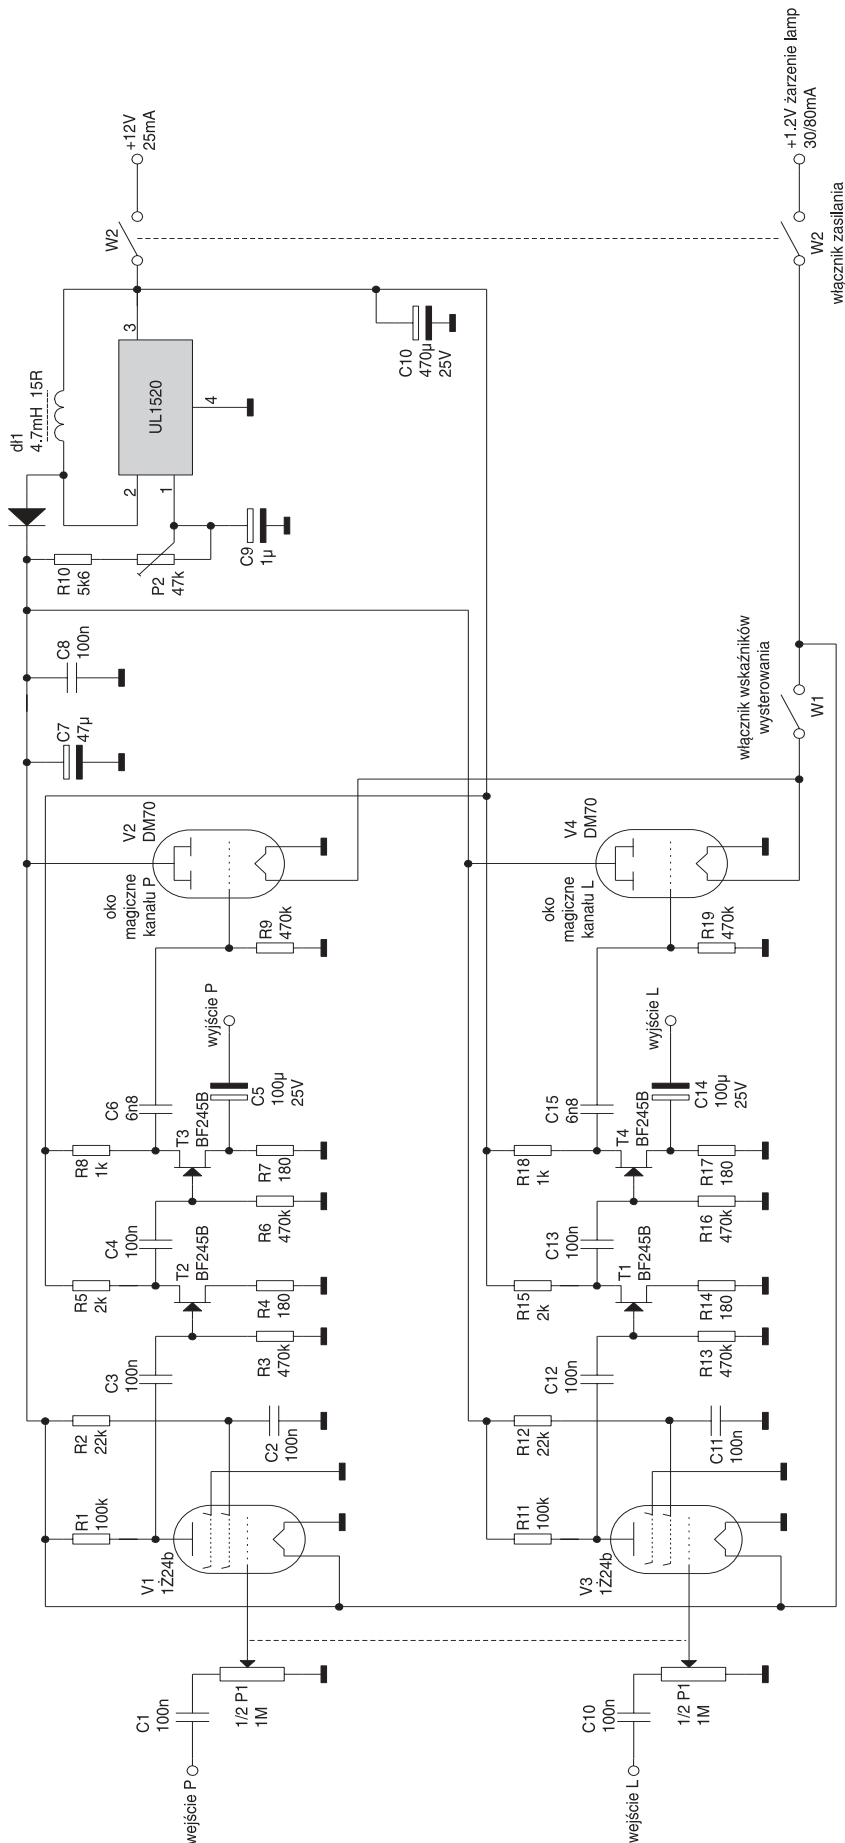 +12V
25mA
W2
+1.2V żarzenie lamp
30/80mA
W2
włącznik zasilania
dł1
4.7mH 15R
3
UL1520
4
2
1
C10
470µ
25V
R10
5k6
P2
47k
C9
1µ
C8
100n
C7
47µ
włącznik wskaźników
wysterowania
W1
V2
DM70
oko
magiczne
kanału P
R9
470k
V4
DM70
oko
magiczne
kanału L
R19
470k
wyjście P
C5
100µ
25V
C6
6n8
T3
BF245B
R8
1k
R7
180
R6
470k
C4
100n
T2
BF245B
R5
2k
R4
180
R3
470k
C3
100n
R2
22k
C2
100n
R1
100k
V1
1Ż24b
1/2 P1
1M
C1
100n
wejście P
wyjście L
C14
100µ
25V
C15
6n8
T4
BF245B
R18
1k
R17
180
R16
470k
C13
100n
T1
BF245B
R15
2k
R14
180
R13
470k
C12
100n
R12
22k
C11
100n
R11
100k
V3
1Ż24b
1/2 P1
1M
C10
100n
wejście L